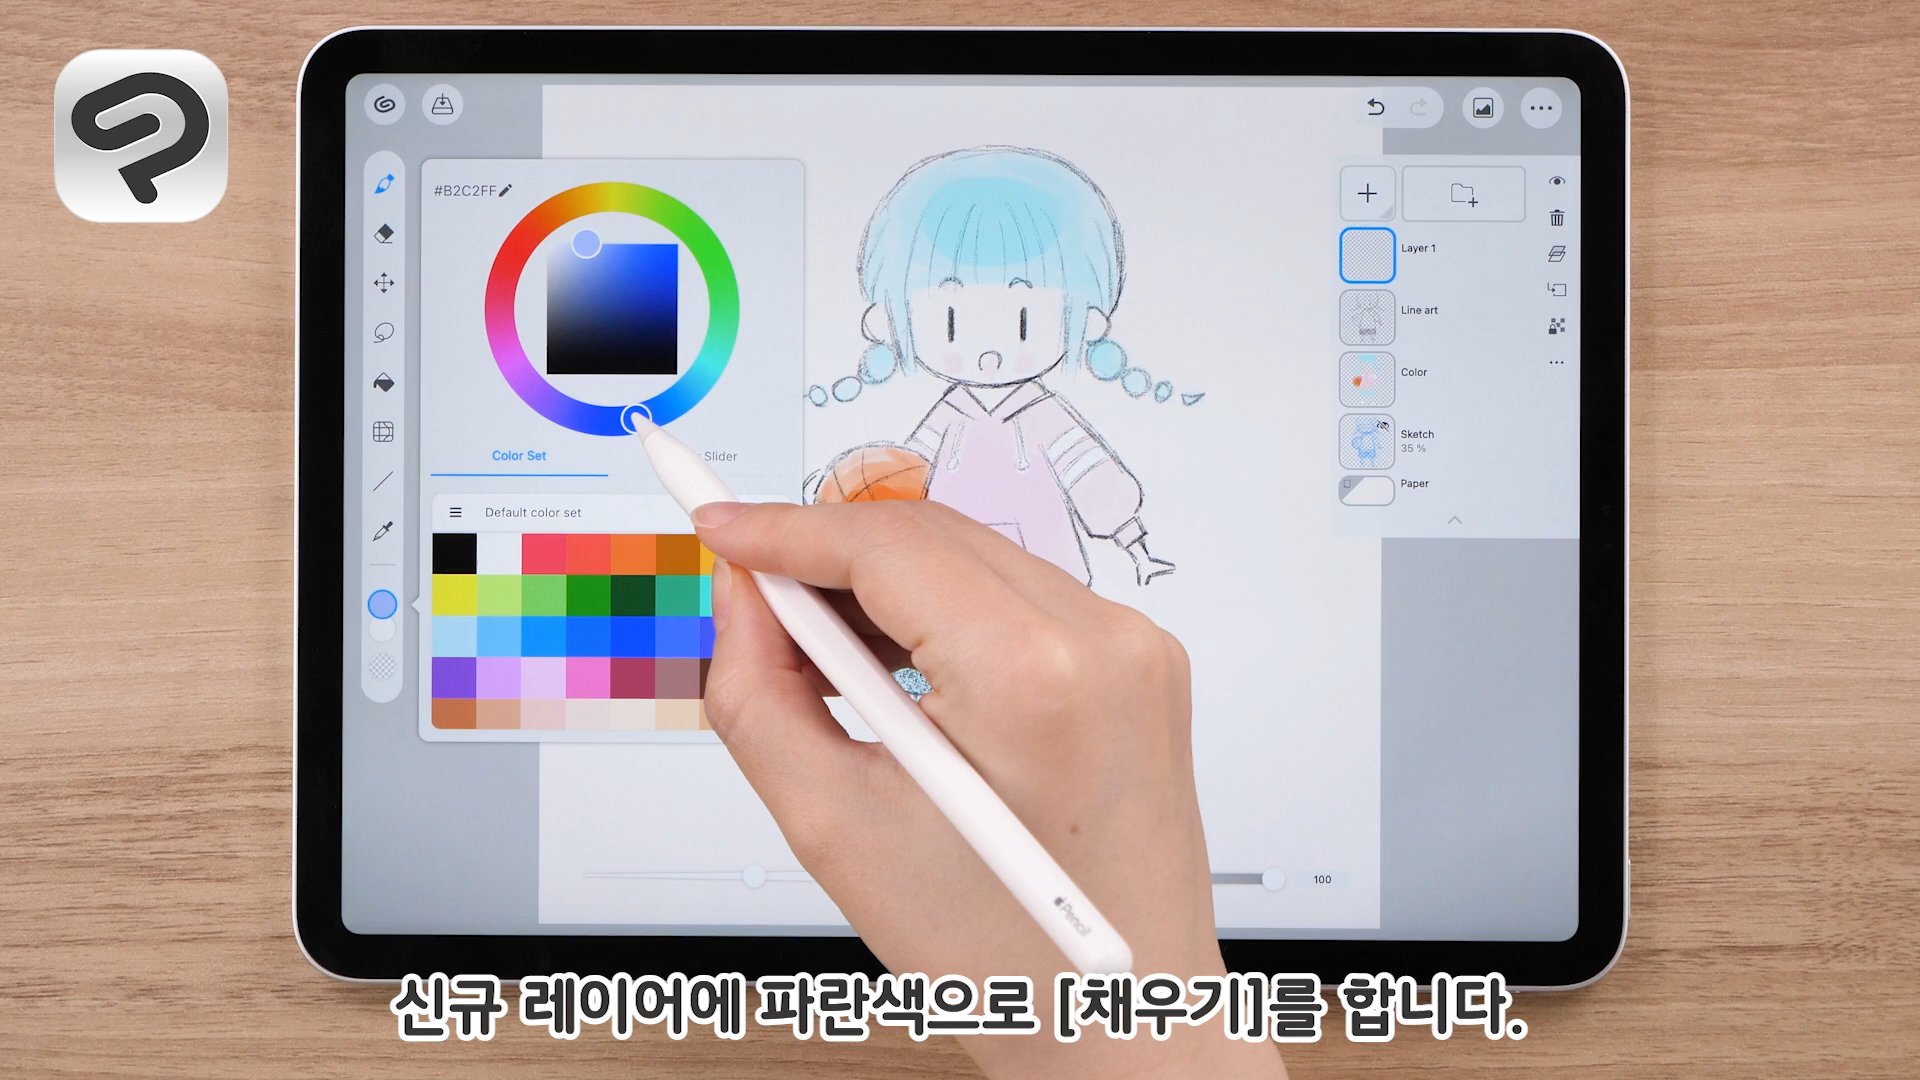 #B2C2FF
Color Set
Slider
Default color set
Layer 1
Line art
Color
Sketch
35 %
Paper
100
Pencil
신규 레이어에 파란색으로 [채우기]를 합니다.